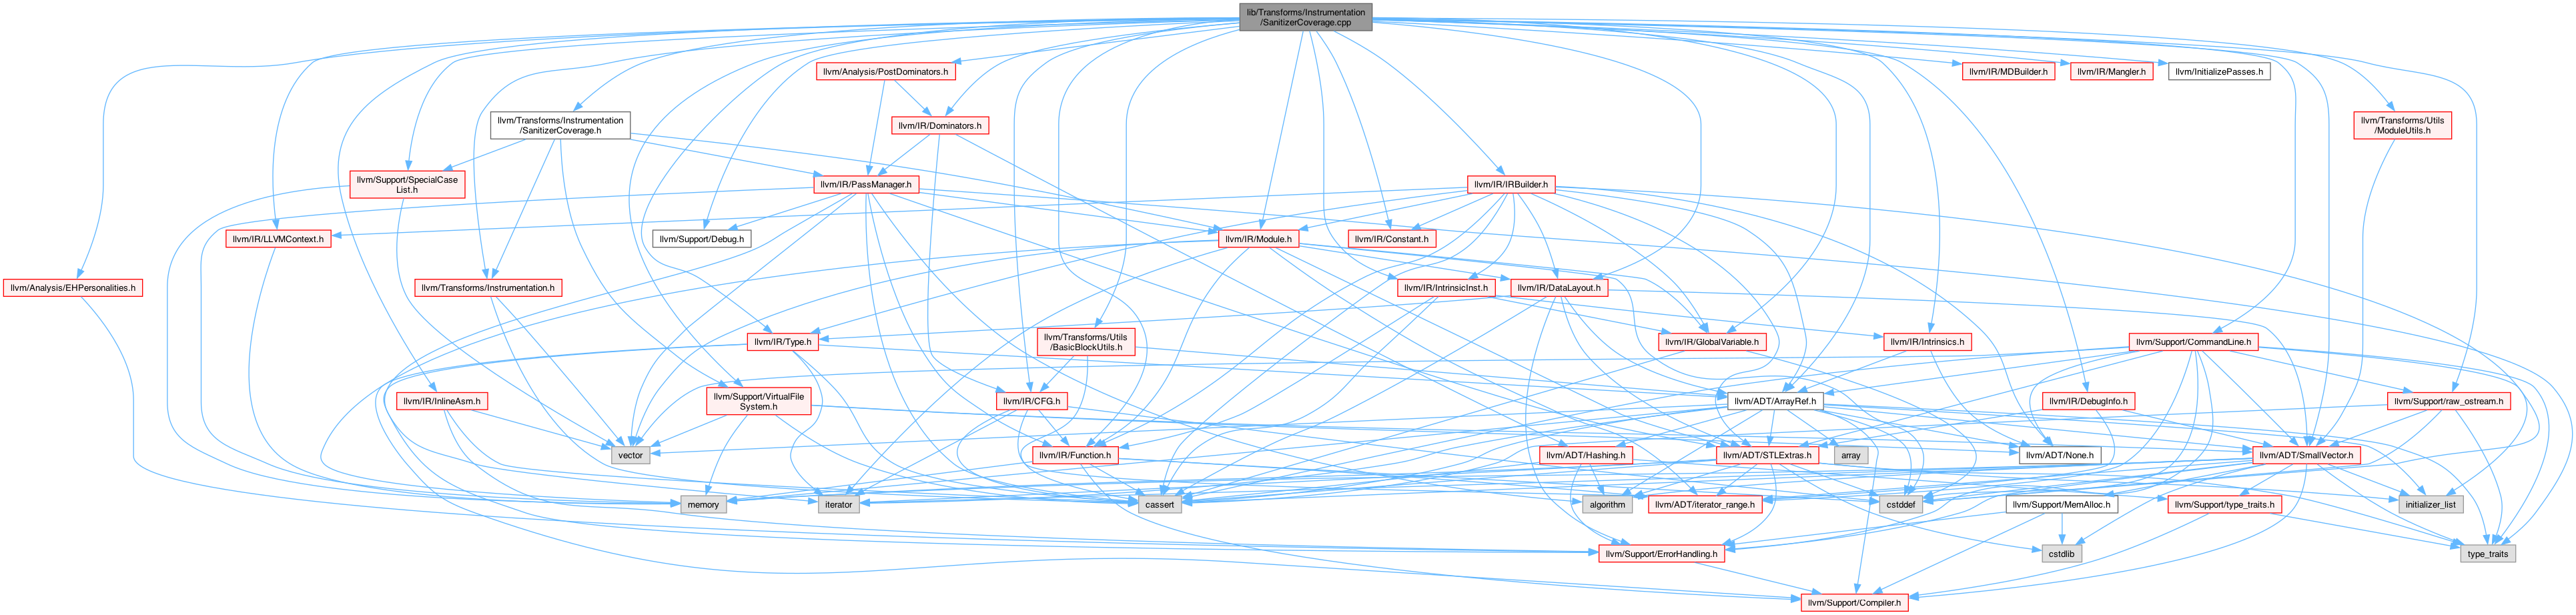 lib/Transforms/Instrumentation
/SanitizerCoverage.cpp
llvm/Analysis/PostDominators.h
llvm/IR/MDBuilder.h
llvm/IR/Mangler.h
llvm/InitializePasses.h
llvm/Transforms/Instrumentation
/SanitizerCoverage.h
llvm/IR/Dominators.h
llvm/Transforms/Utils
/ModuleUtils.h
llvm/Support/SpecialCase
List.h
llvm/IR/PassManager.h
llvm/IR/IRBuilder.h
llvm/IR/LLVMContext.h
llvm/Support/Debug.h
llvm/IR/Module.h
llvm/IR/Constant.h
llvm/Analysis/EHPersonalities.h
llvm/Transforms/Instrumentation.h
llvm/IR/IntrinsicInst.h
llvm/IR/DataLayout.h
llvm/IR/Type.h
llvm/Transforms/Utils
/BasicBlockUtils.h
llvm/IR/GlobalVariable.h
llvm/IR/Intrinsics.h
llvm/Support/CommandLine.h
llvm/IR/InlineAsm.h
llvm/Support/VirtualFile
System.h
llvm/IR/CFG.h
llvm/ADT/ArrayRef.h
llvm/IR/DebugInfo.h
llvm/Support/raw_ostream.h
vector
llvm/IR/Function.h
llvm/ADT/Hashing.h
llvm/ADT/STLExtras.h
array
llvm/ADT/None.h
llvm/ADT/SmallVector.h
memory
iterator
cassert
algorithm
llvm/ADT/iterator_range.h
cstddef
llvm/Support/MemAlloc.h
llvm/Support/type_traits.h
initializer_list
llvm/Support/ErrorHandling.h
cstdlib
type_traits
llvm/Support/Compiler.h